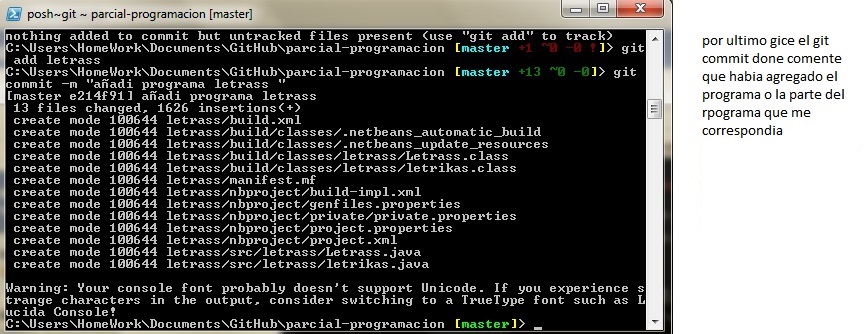 posh~git ~ parcial-programacion [master]
nothing added to commit but untracked files present (use "git add" to track)
C:\Users\HomeWork\Documents\GitHub\parcial-programacion [master +1 ~0 -0 !]> git
 add letrass
C:\Users\HomeWork\Documents\GitHub\parcial-programacion [master +13 ~0 -0]> git
commit -m "añadi programa letrass "
[master e214f91] añadi programa letrass
 13 files changed, 1626 insertions(+)
 create mode 100644 letrass/build.xml
 create mode 100644 letrass/build/classes/.netbeans_automatic_build
 create mode 100644 letrass/build/classes/.netbeans_update_resources
 create mode 100644 letrass/build/classes/letrass/Letrass.class
 create mode 100644 letrass/build/classes/letrass/letrikas.class
 create mode 100644 letrass/manifest.mf
 create mode 100644 letrass/nbproject/build-impl.xml
 create mode 100644 letrass/nbproject/genfiles.properties
 create mode 100644 letrass/nbproject/private/private.properties
 create mode 100644 letrass/nbproject/project.properties
 create mode 100644 letrass/nbproject/project.xml
 create mode 100644 letrass/src/letrass/Letrass.java
 create mode 100644 letrass/src/letrass/letrikas.java
Warning: Your console font probably doesn't support Unicode. If you experience s
trange characters in the output, consider switching to a TrueType font such as L
ucida Console!
C:\Users\HomeWork\Documents\GitHub\parcial-programacion [master]> _
por ultimo gice el git
commit done comente
que habia agregado el
programa o la parte del
rpograma que me
correspondia